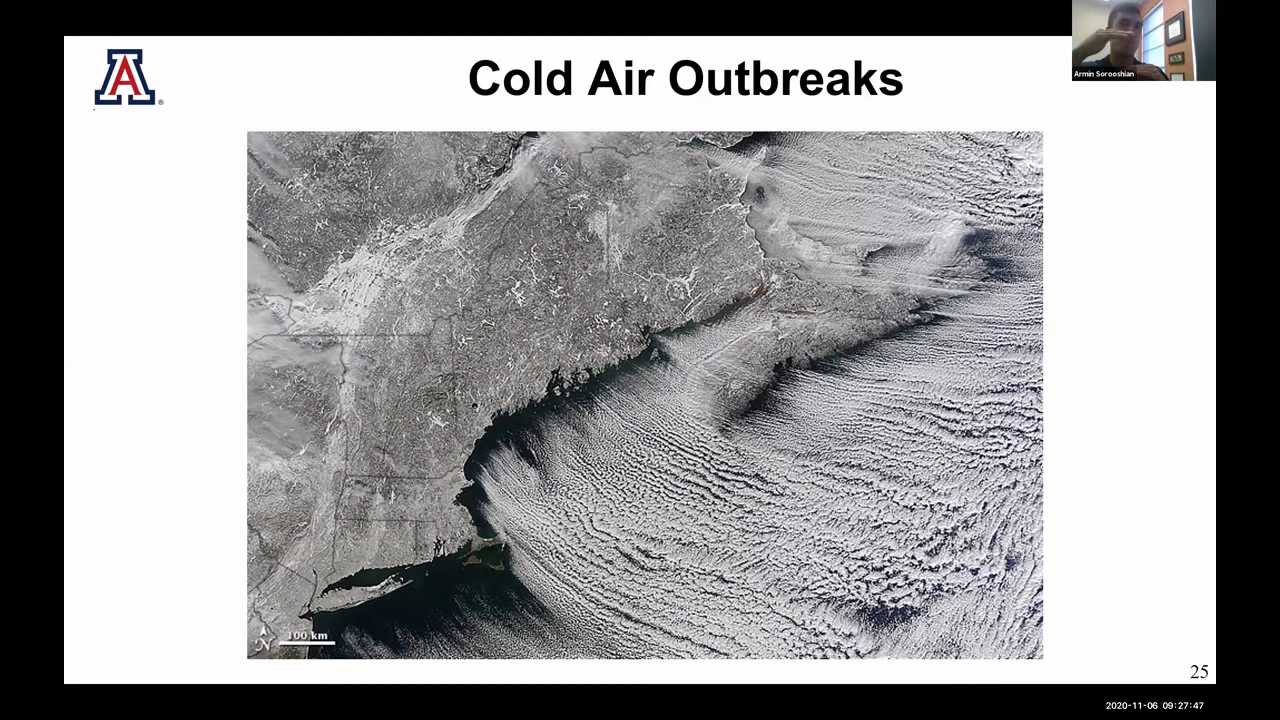 A
®
Cold Air Outbreaks
Armin Sorooshian
N
100 km
25
2020-11-06 09:27:47